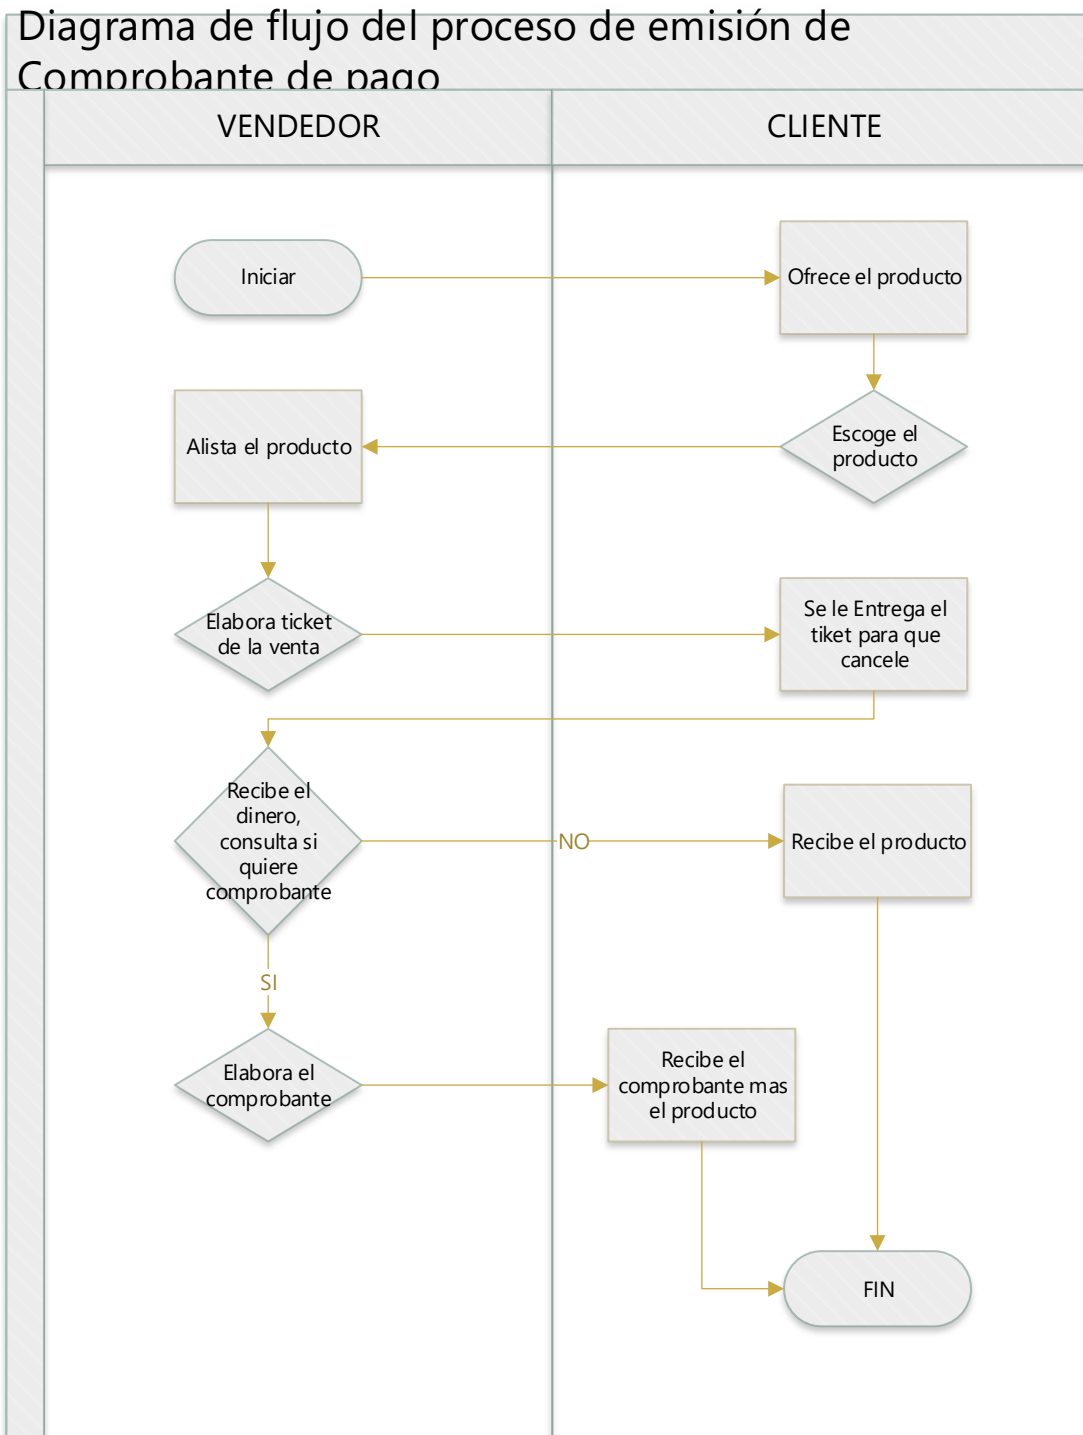 Diagrama de flujo del proceso de emisión de
Comprobante de pago
VENDEDOR
CLIENTE
Iniciar
Ofrece el producto
Alista el producto
Escoge el
producto
Elabora ticket
de la venta
Se le Entrega el
tiket para que
cancele
Recibe el
dinero,
consulta si
quiere
comprobante
NO
Recibe el producto
SI
Elabora el
comprobante
Recibe el
comprobante mas
el producto
FIN